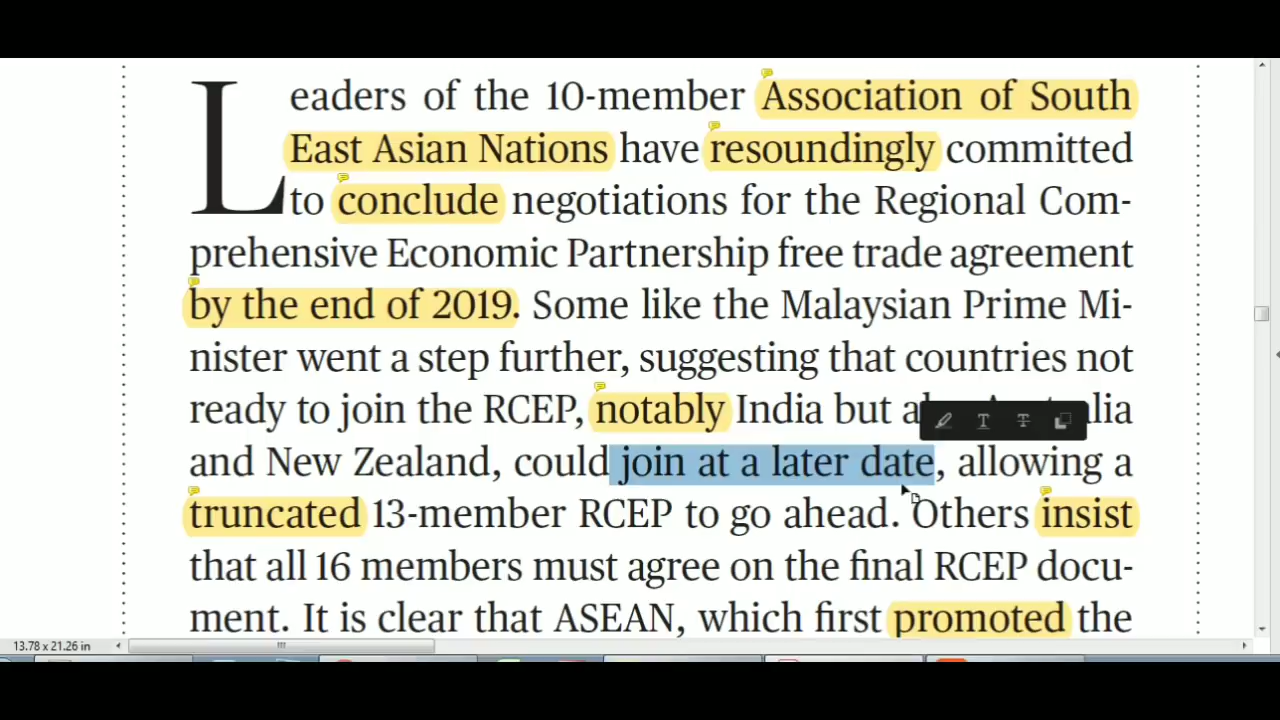 Leaders of the 10-member Association of South
East Asian Nations have resoundingly committed
to conclude negotiations for the Regional Com-
prehensive Economic Partnership free trade agreement
by the end of 2019. Some like the Malaysian Prime Mi-
nister went a step further, suggesting that countries not
ready to join the RCEP, notably India but also Australia
and New Zealand, could join at a later date, allowing a
truncated 13-member RCEP to go ahead. Others insist
that all 16 members must agree on the final RCEP docu-
ment. It is clear that ASEAN, which first promoted the
13.78 x 21.26 in